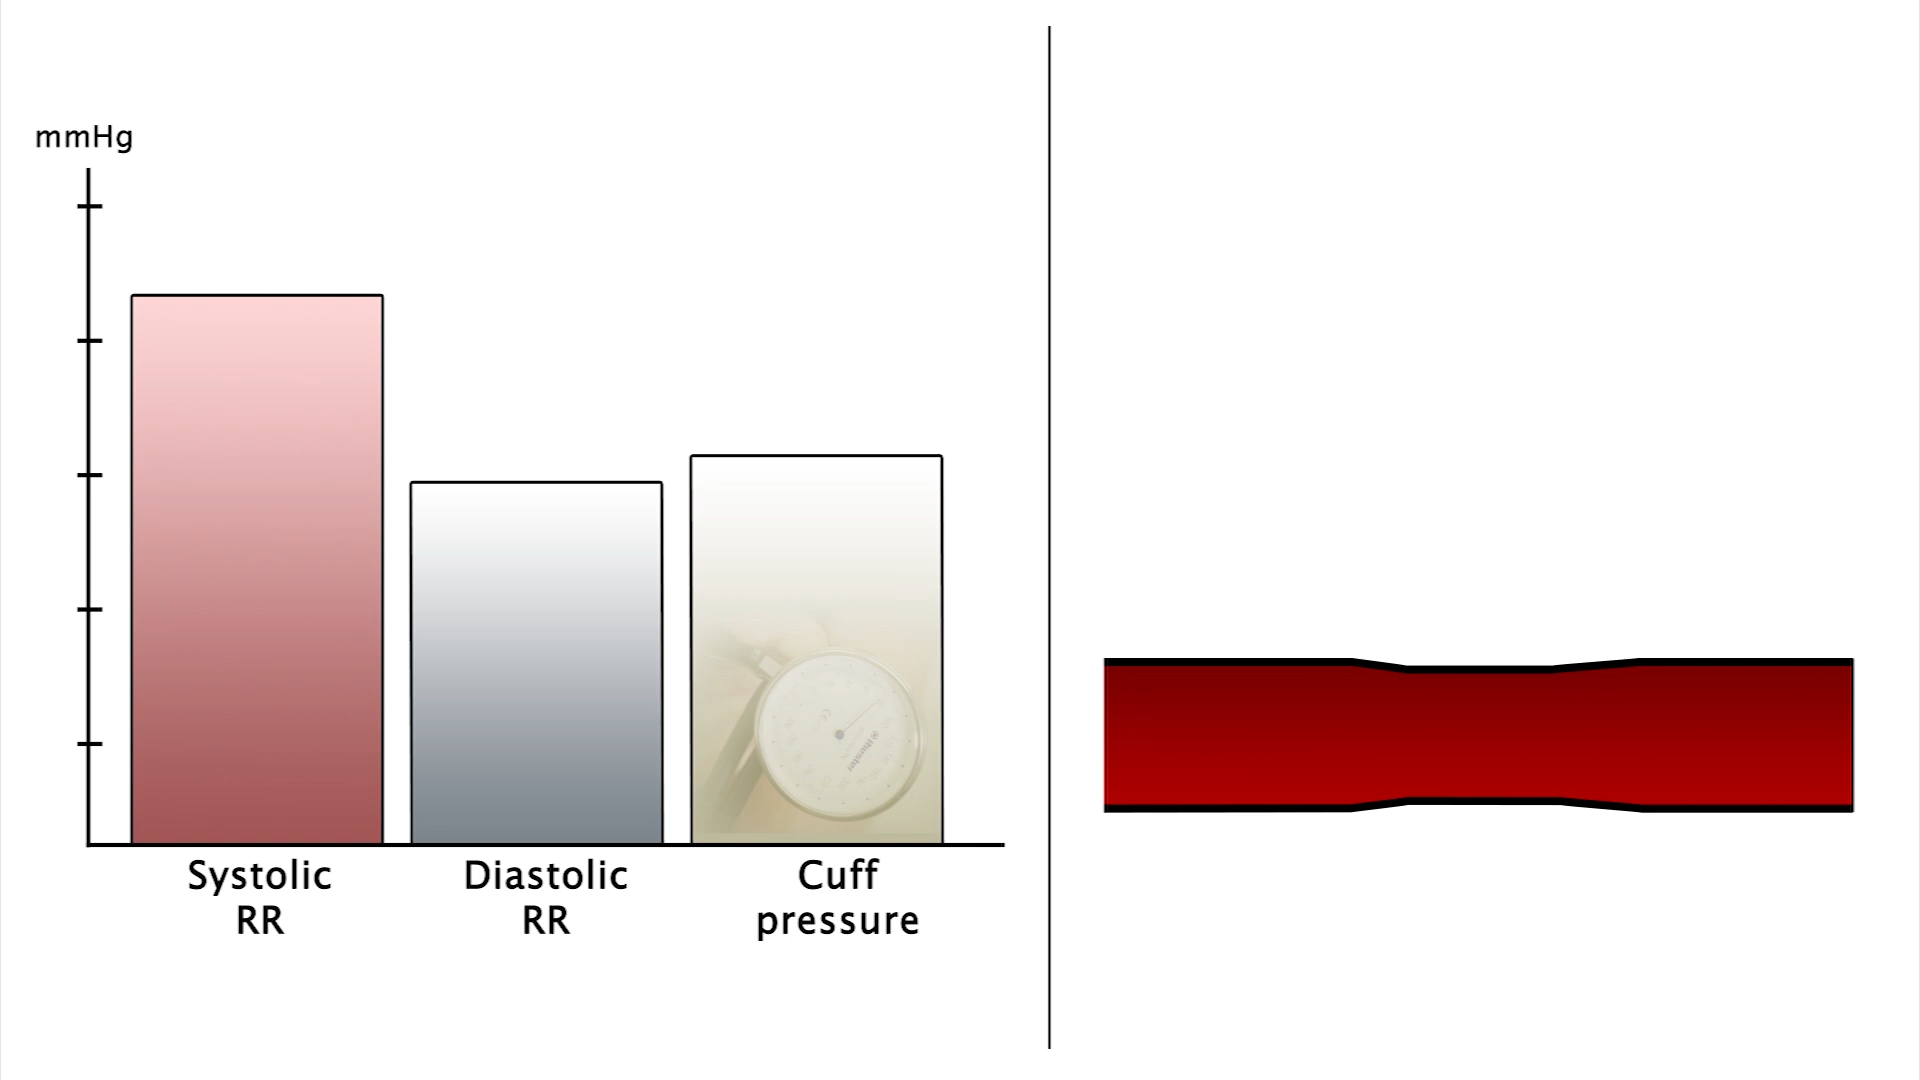 mmHg
Systolic
RR
Diastolic
RR
Cuff
pressure